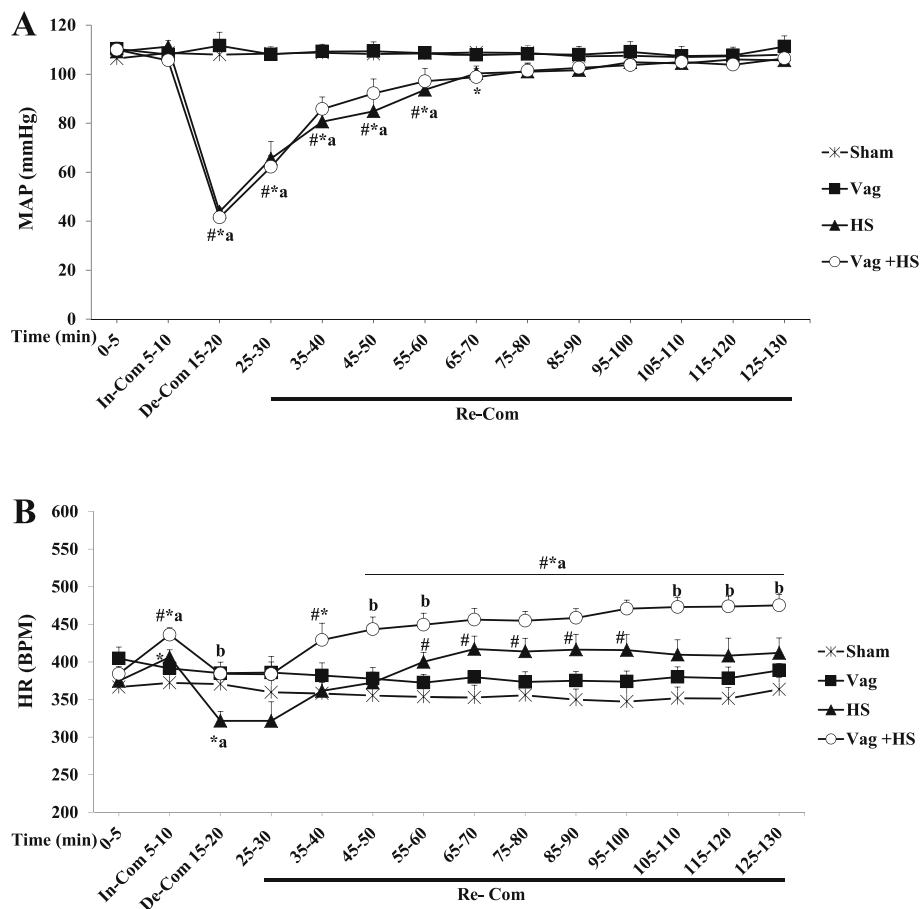 A
120
100
80
60
40
20
0
MAP (mmHg)
#*a
#*a
#*a
#*a
#*a
*
Sham
Vag
HS
Vag +HS
Time (min)
0-5
In-Com 5-10
De-Com 15-20
25-30
35-40
45-50
55-60
65-70
75-80
85-90
95-100
105-110
115-120
125-130
Re-Com
B
600
550
500
450
400
350
300
250
200
HR (BPM)
#*a
#*a
*
b
*a
#*
b
b
#
#
#
#
#
b
b
b
Sham
Vag
HS
Vag +HS
Time (min)
0-5
In-Com 5-10
De-Com 15-20
25-30
35-40
45-50
55-60
65-70
75-80
85-90
95-100
105-110
115-120
125-130
Re- Com